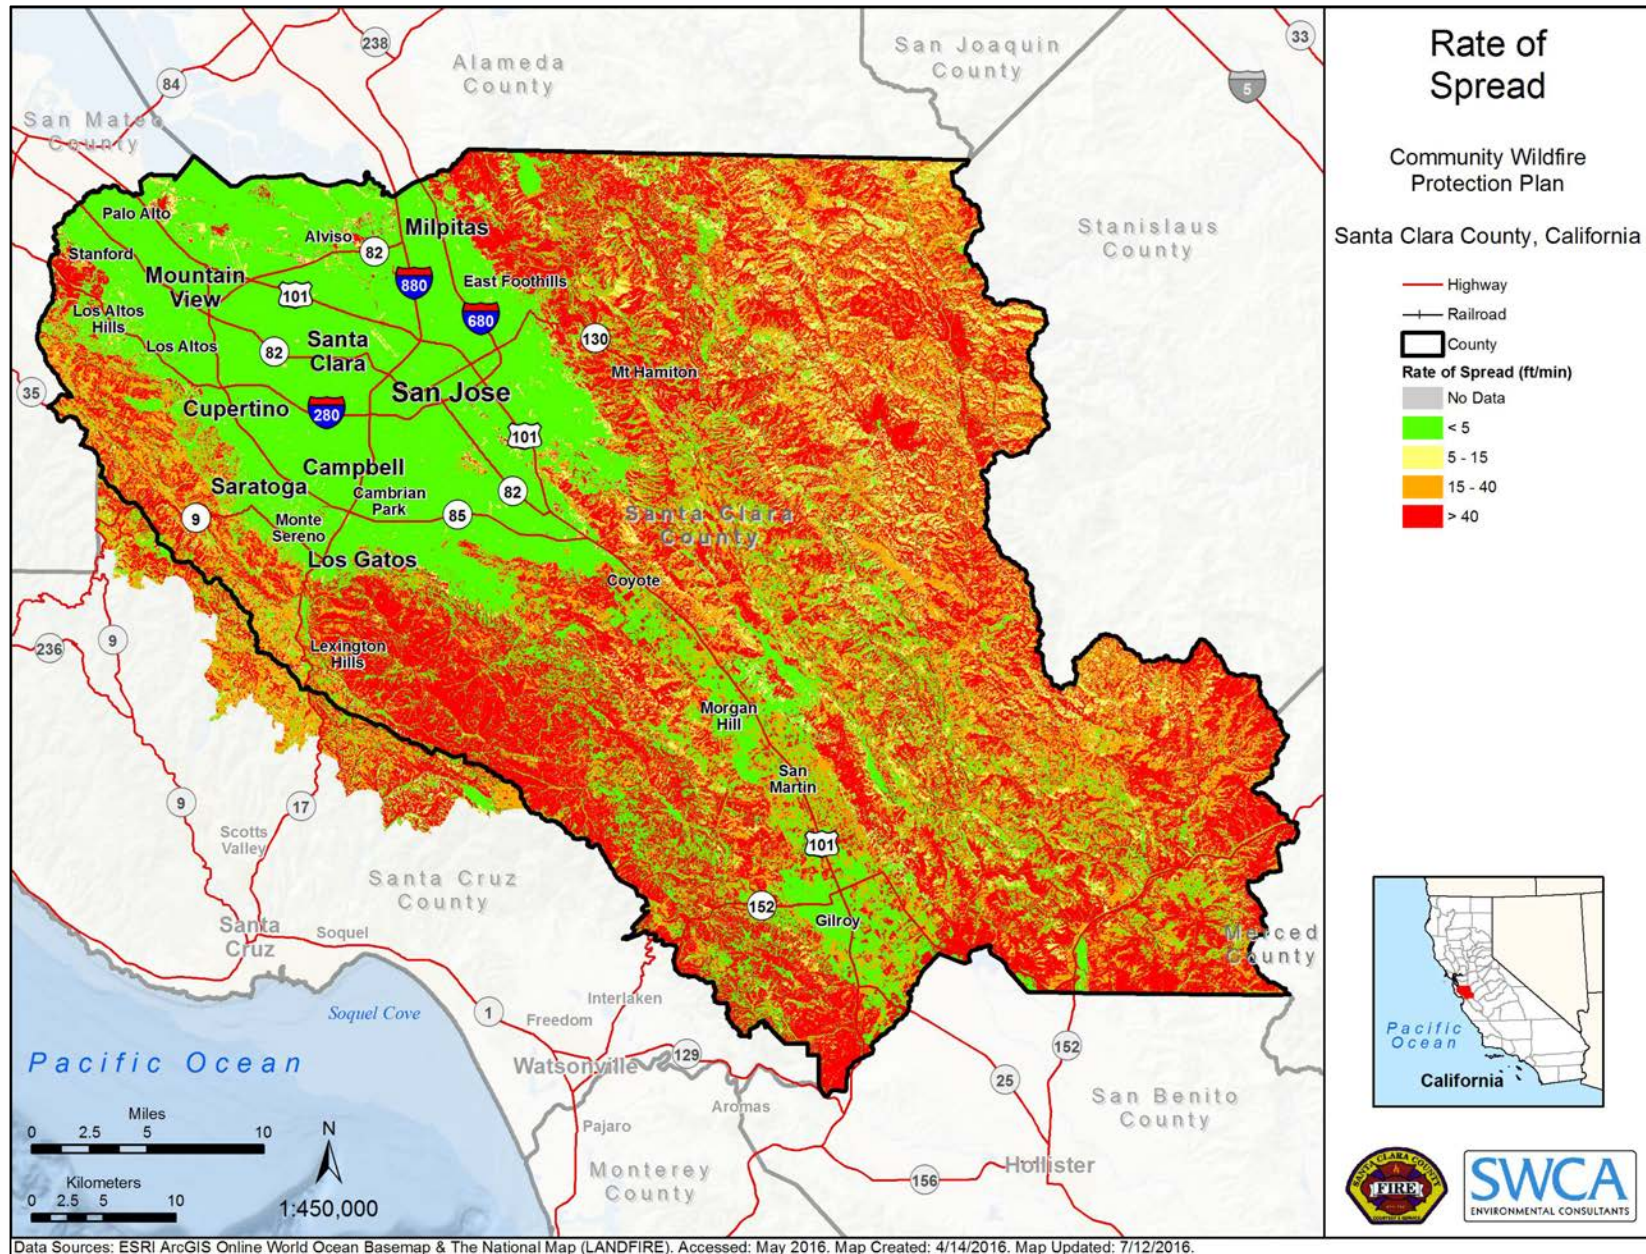 Rate of
Spread
Community Wildfire
Protection Plan
Santa Clara County, California
Highway
Railroad
County
Rate of Spread (ft/min)
No Data
< 5
5 - 15
15 - 40
> 40
Pacific
Ocean
California
SANTA CLARA COUNTY
FIRE
SWCA
ENVIRONMENTAL CONSULTANTS
238
Alameda
County
San Joaquin
County
33
5
84
San Mateo
County
Palo Alto
Alviso
82
Milpitas
Stanislaus
County
Stanford
Mountain
View
101
880
East Foothills
680
Los Altos
Hills
Los Altos
82
Santa
Clara
130
Mt Hamiton
35
Cupertino
280
San Jose
101
Campbell
Saratoga
Cambrian
Park
82
9
Monte
Sereno
85
Santa Clara
County
Los Gatos
Coyote
236
9
Lexington
Hills
Morgan
Hill
San
Martin
9
17
Scotts
Valley
101
Santa Cruz
County
152
Gilroy
Merced
County
Santa
Cruz
Soquel
Soquel Cove
1
Interlaken
Freedom
Watsonville
129
152
25
Pacific Ocean
San Benito
County
Aromas
Pajaro
Monterey
County
156
Hollister
Miles
0 2.5 5 10
Kilometers
0 2.5 5 10
N
1:450,000
Data Sources: ESRI ArcGIS Online World Ocean Basemap & The National Map (LANDFIRE). Accessed: May 2016. Map Created: 4/14/2016. Map Updated: 7/12/2016.